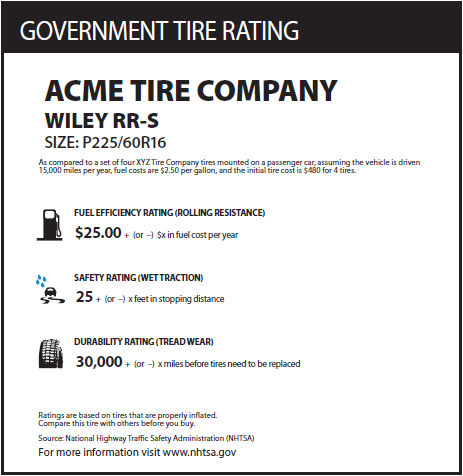 GOVERNMENT TIRE RATING
ACME TIRE COMPANY
WILEY RR-S
SIZE: P225/60R16
As compared to a set of four XYZ Tire Company tires mounted on a passenger car, assuming the vehicle is driven
15,000 miles per year, fuel costs are $2.50 per gallon, and the initial tire cost is $480 for 4 tires.
FUEL EFFICIENCY RATING (ROLLING RESISTANCE)
$25.00 + (or –) $x in fuel cost per year
SAFETY RATING (WET TRACTION)
25 + (or –) x feet in stopping distance
DURABILITY RATING (TREAD WEAR)
30,000 + (or –) x miles before tires need to be replaced
Ratings are based on tires that are properly inflated.
Compare this tire with others before you buy.
Source: National Highway Traffic Safety Administration (NHTSA)
For more information visit www.nhtsa.gov